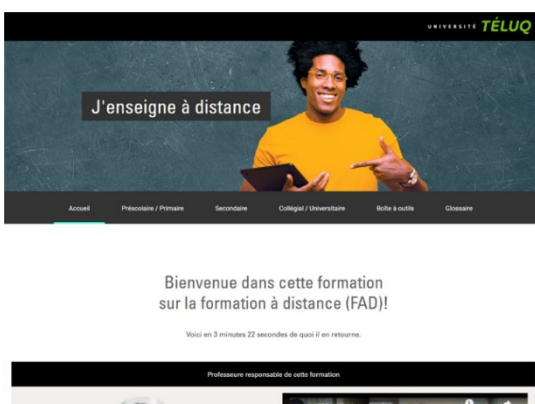 UNIVERSITÉ TÉLUQ
J'enseigne à distance
Accueil Préscolaire / Primaire Secondaire Collégial / Universitaire Boîte à outils Glossaire
Bienvenue dans cette formation
sur la formation à distance (FAD)!
Voici en 3 minutes 22 secondes de quoi il en retourne.
Professeure responsable de cette formation